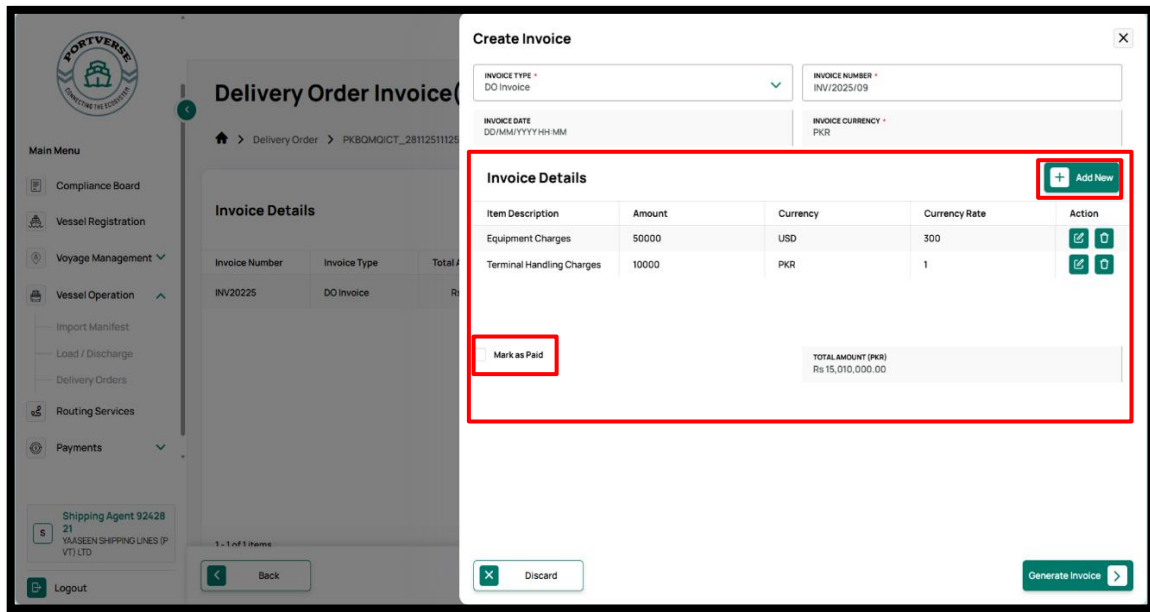 PORTVERSE
CONNECTING THE ECOSYSTEM
Main Menu
Compliance Board
Vessel Registration
Voyage Management
Vessel Operation
Import Manifest
Load / Discharge
Delivery Orders
Routing Services
Payments
S
Shipping Agent 92428
21
YAASEEN SHIPPING LINES (P
VT) LTD
Logout
Delivery Order Invoice(
> Delivery Order > PKBQMQICT_28112511125
Invoice Details
Invoice Number Invoice Type Total A
INV20225 DO Invoice Rs
1-1 of 1 items
Back
Create Invoice
INVOICE TYPE *
DO Invoice
INVOICE NUMBER *
INV/2025/09
INVOICE DATE
DD/MM/YYYY HH:MM
INVOICE CURRENCY *
PKR
Invoice Details
Add New
Item Description Amount Currency Currency Rate Action
Equipment Charges 50000 USD 300
Terminal Handling Charges 10000 PKR 1
Mark as Paid
TOTAL AMOUNT (PKR)
Rs 15,010,000.00
Discard
Generate Invoice